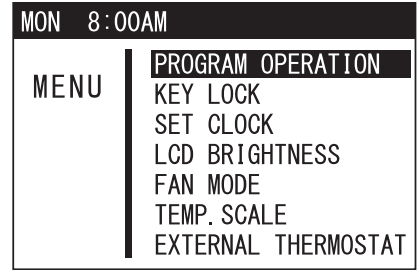 MON 8:00AM
MENU
PROGRAM OPERATION
KEY LOCK
SET CLOCK
LCD BRIGHTNESS
FAN MODE
TEMP.SCALE
EXTERNAL THERMOSTAT